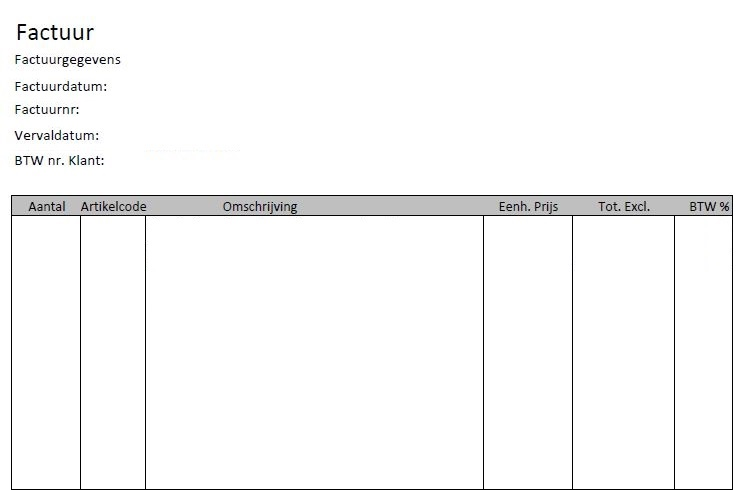 Factuur
Factuurgegevens
Factuurdatum:
Factuurnr:
Vervaldatum:
BTW nr. Klant:
Aantal Artikelcode Omschrijving Eenh. Prijs Tot. Excl. BTW %